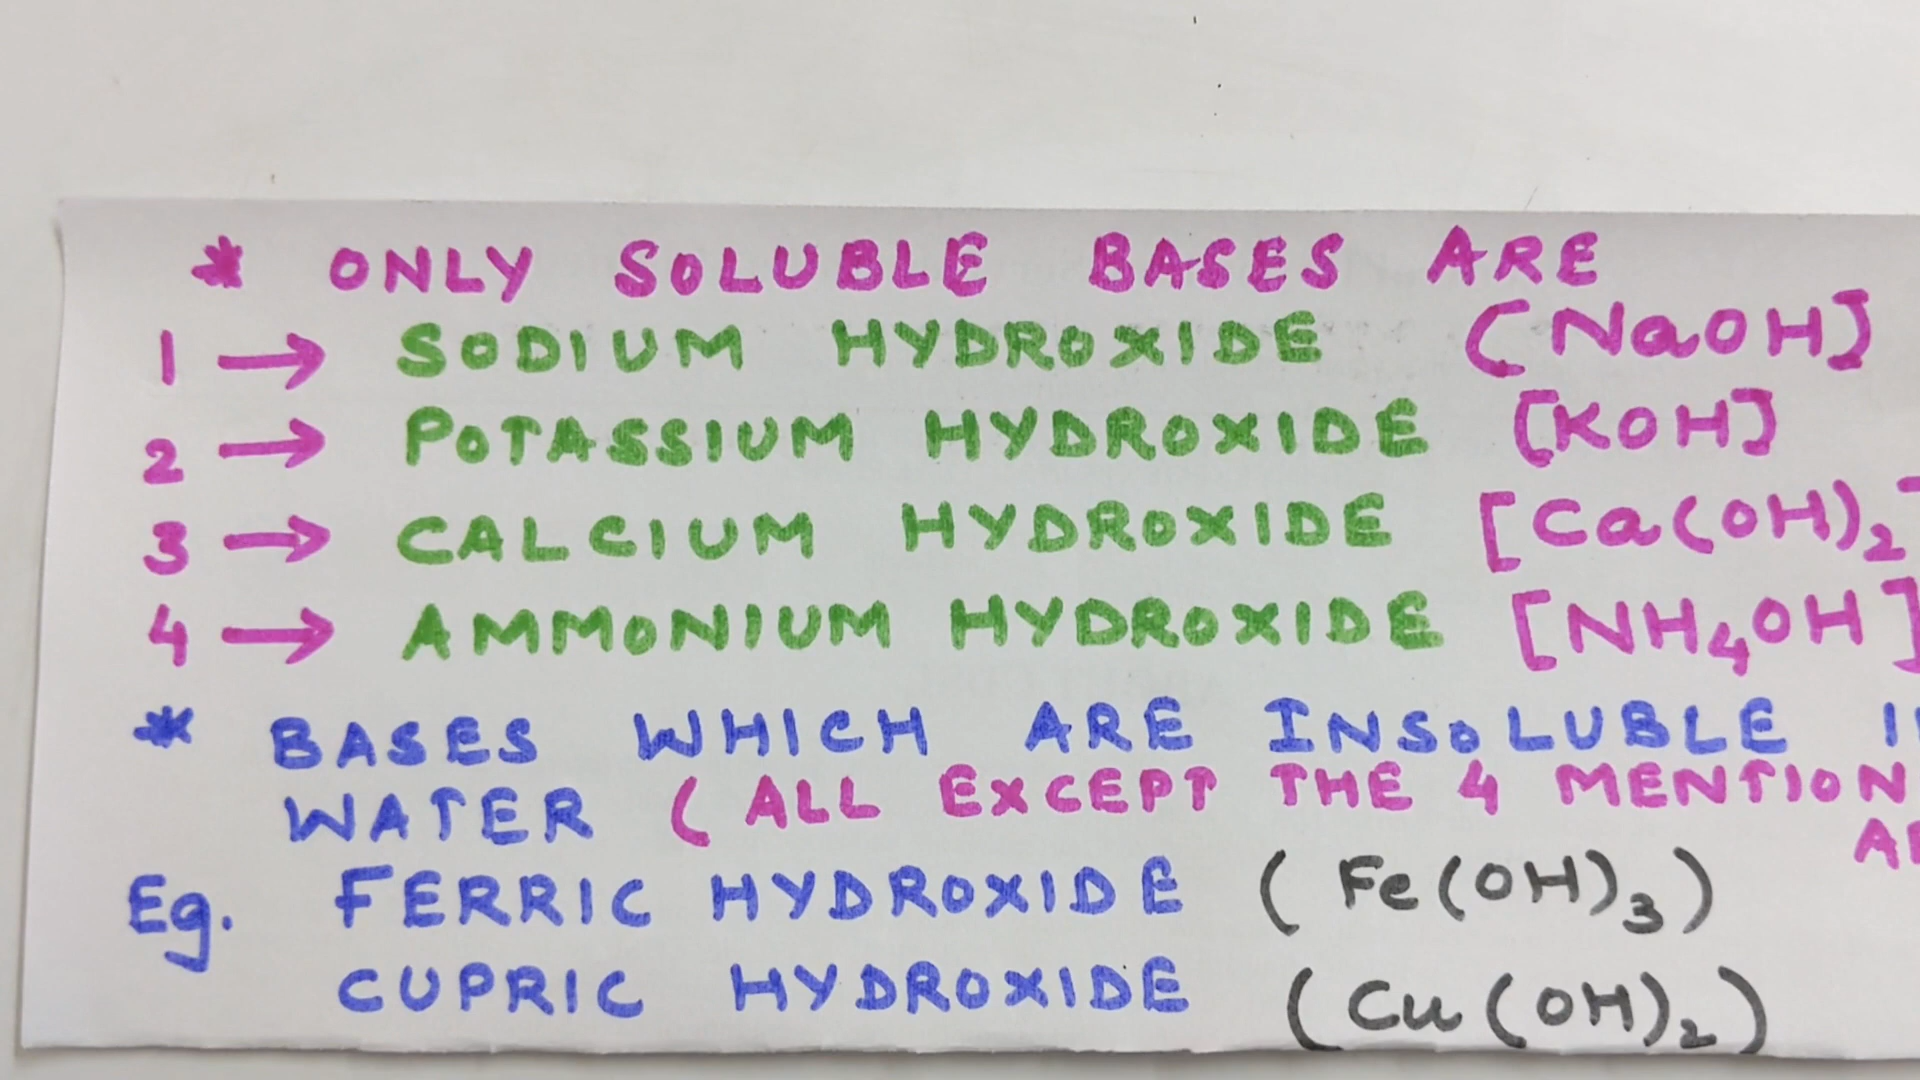 * ONLY SOLUBLE BASES ARE
1 → SODIUM HYDROXIDE (NaOH]
2 → POTASSIUM HYDROXIDE [KOH]
3 → CALCIUM HYDROXIDE [Ca(OH)₂]
4 → AMMONIUM HYDROXIDE [NH₄OH]
* BASES WHICH ARE INSOLUBLE
WATER (ALL EXCEPT THE 4 MENTION
Eg. FERRIC HYDROXIDE (Fe(OH)₃)
CUPRIC HYDROXIDE (Cu(OH)₂)